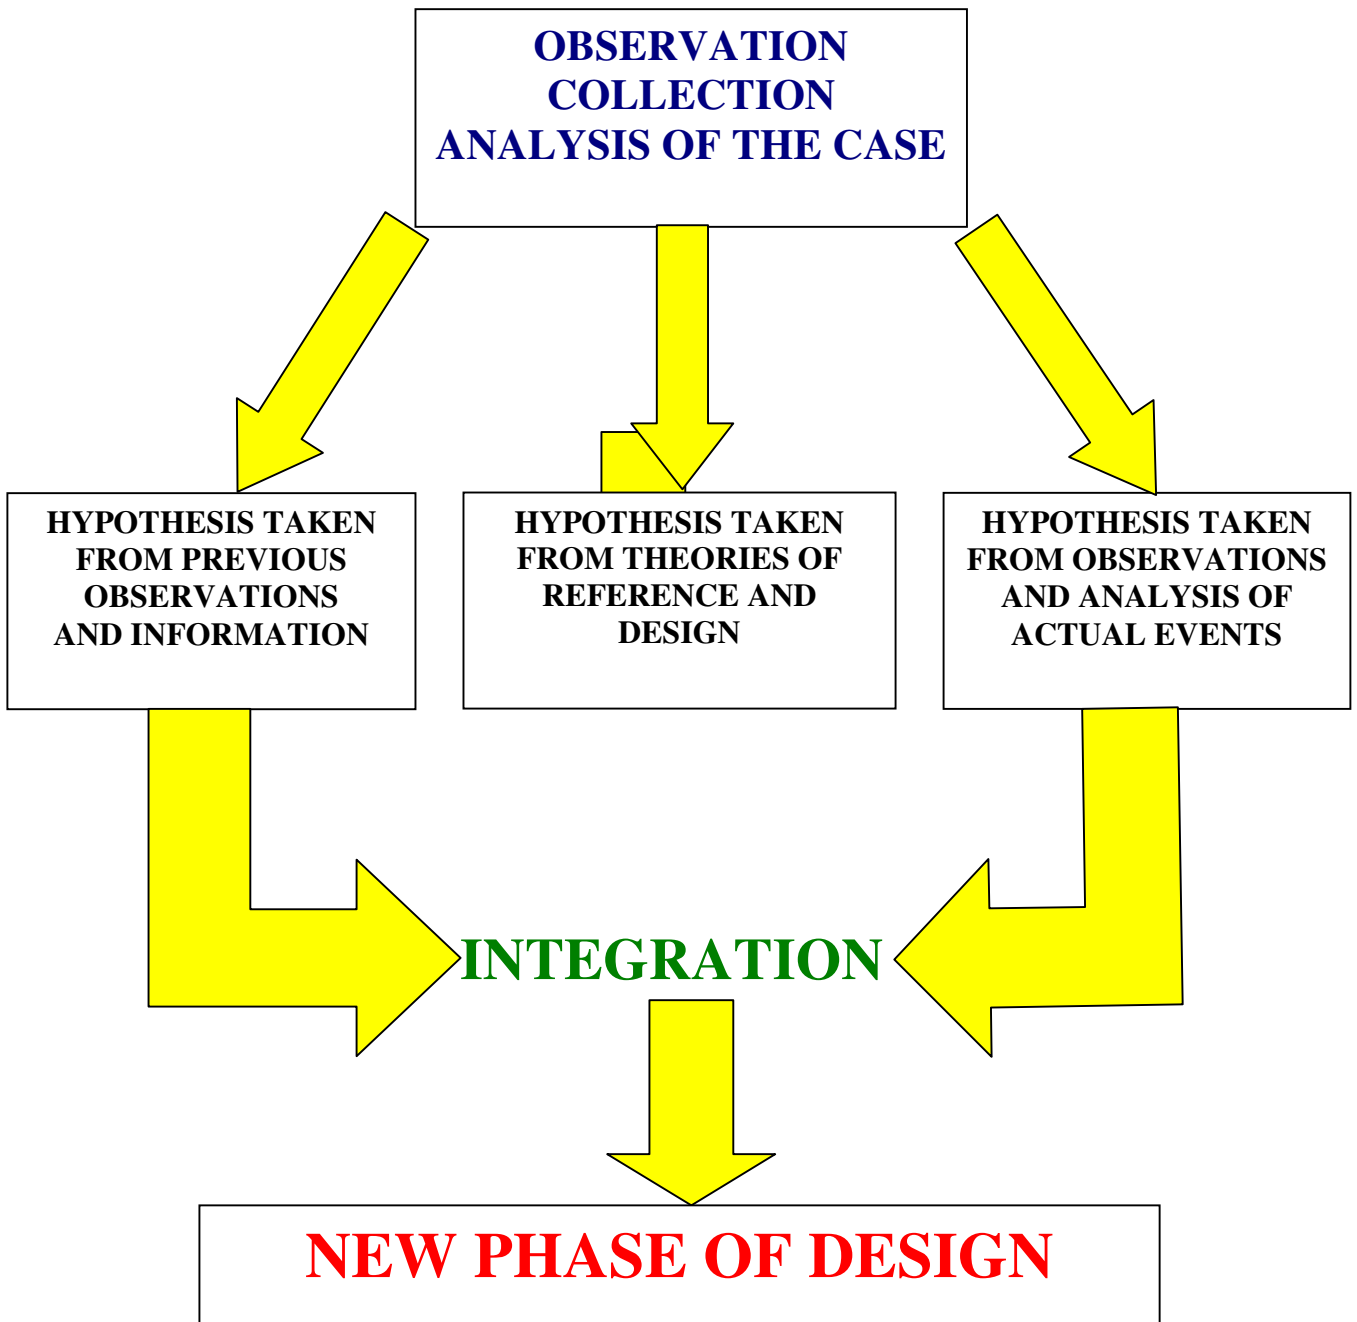 OBSERVATION
COLLECTION
ANALYSIS OF THE CASE
HYPOTHESIS TAKEN
FROM PREVIOUS
OBSERVATIONS
AND INFORMATION
HYPOTHESIS TAKEN
FROM THEORIES OF
REFERENCE AND
DESIGN
HYPOTHESIS TAKEN
FROM OBSERVATIONS
AND ANALYSIS OF
ACTUAL EVENTS
INTEGRATION
NEW PHASE OF DESIGN